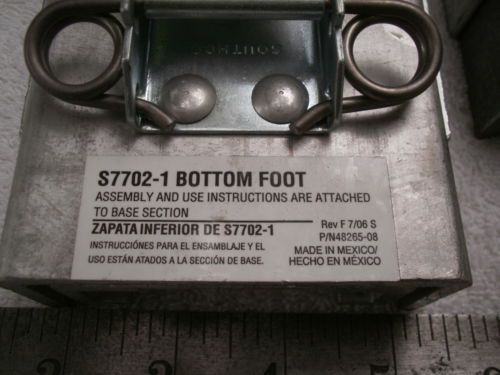 S7702-1 BOTTOM FOOT
ASSEMBLY AND USE INSTRUCTIONS ARE ATTACHED
TO BASE SECTION
ZAPATA INFERIOR DE S7702-1
INSTRUCCIÓNES PARA EL ENSAMBLAJE Y EL
USO ESTÁN ATADOS A LA SECCIÓN DE BASE.
Rev F 7/06 S
P/N48265-08
MADE IN MEXICO/
HECHO EN MÉXICO